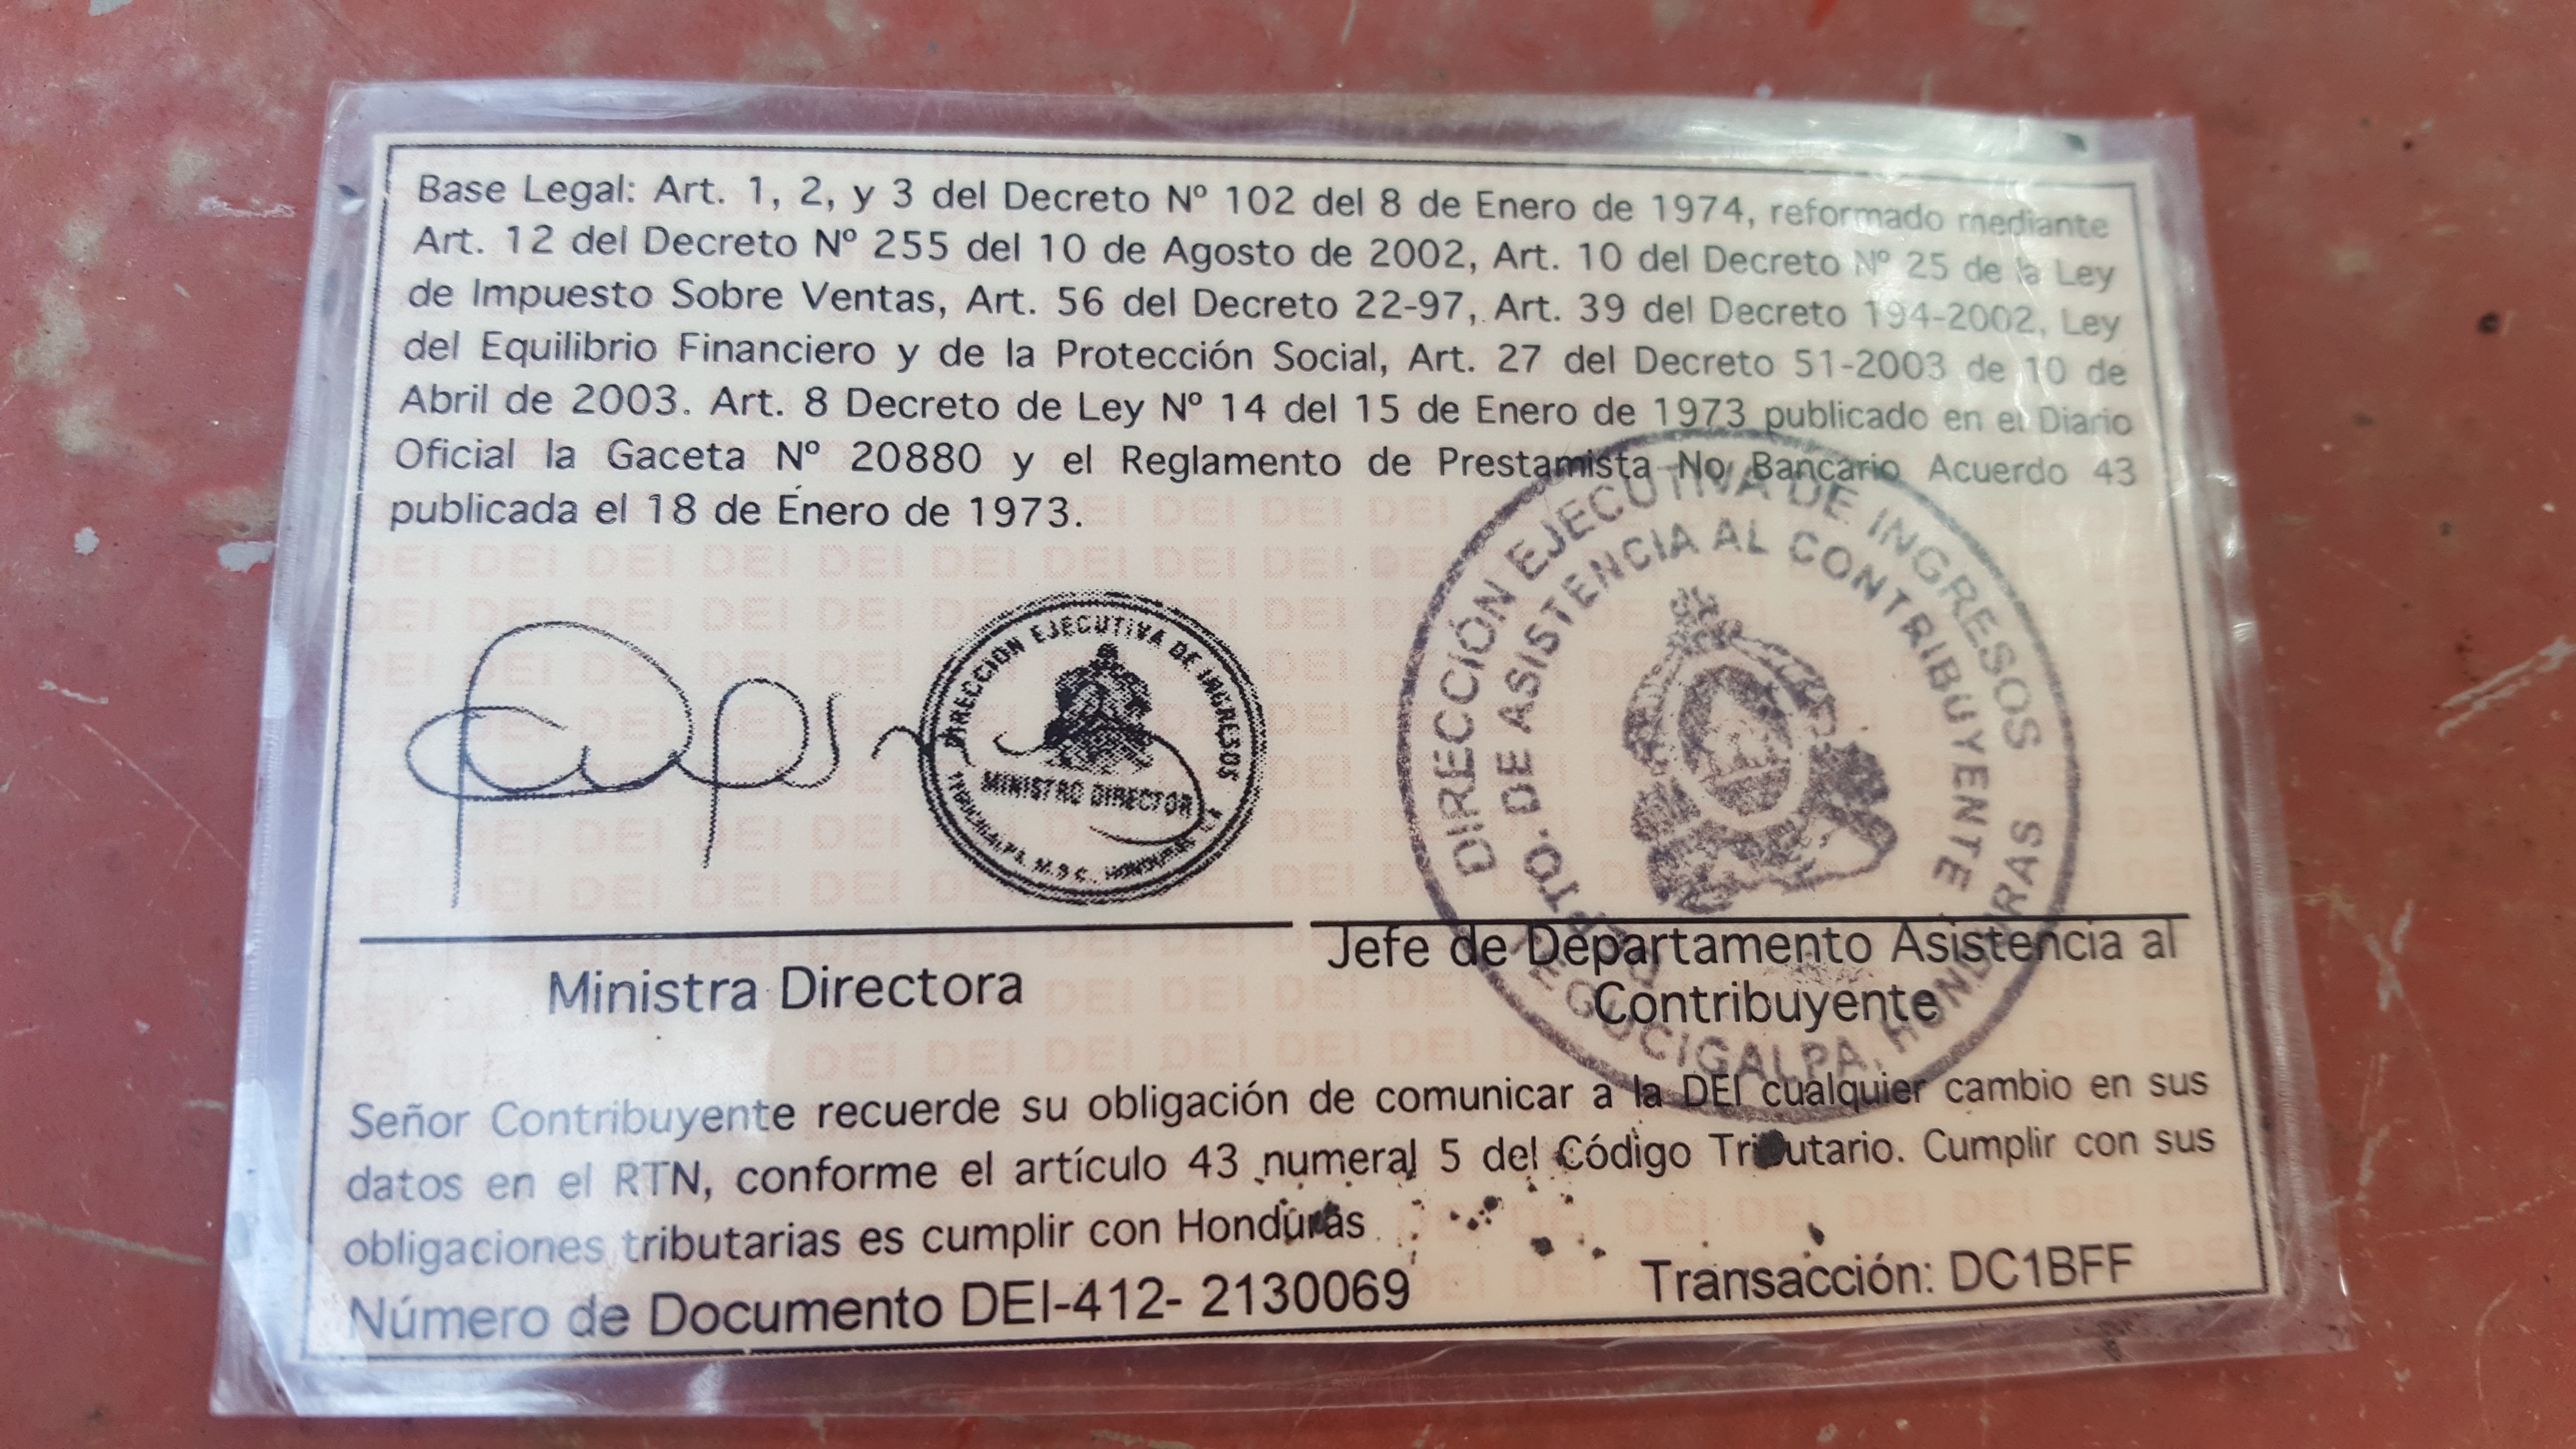 Base Legal: Art. 1, 2, y 3 del Decreto Nº 102 del 8 de Enero de 1974, reformado mediante
Art. 12 del Decreto Nº 255 del 10 de Agosto de 2002, Art. 10 del Decreto Nº 25 de la Ley
de Impuesto Sobre Ventas, Art. 56 del Decreto 22-97, Art. 39 del Decreto 194-2002, Ley
del Equilibrio Financiero y de la Protección Social, Art. 27 del Decreto 51-2003 de 10 de
Abril de 2003. Art. 8 Decreto de Ley Nº 14 del 15 de Enero de 1973 publicado en el Diario
Oficial la Gaceta Nº 20880 y el Reglamento de Prestamista No Bancario Acuerdo 43
publicada el 18 de Enero de 1973.
DIRECCION EJECUTIVA DE INGRESOS
MINISTRO DIRECTOR
TEGUCIGALPA, M.D.C., HONDURAS
DIRECCIÓN EJECUTIVA DE INGRESOS
DE ASISTENCIA AL CONTRIBUYENTE
TEGUCIGALPA, HONDURAS
Ministra Directora
Jefe de Departamento Asistencia al
Contribuyente
Señor Contribuyente recuerde su obligación de comunicar a la DEI cualquier cambio en sus
datos en el RTN, conforme el artículo 43 numeral 5 del Código Tributario. Cumplir con sus
obligaciones tributarias es cumplir con Honduras
Número de Documento DEI-412- 2130069
Transacción: DC1BFF